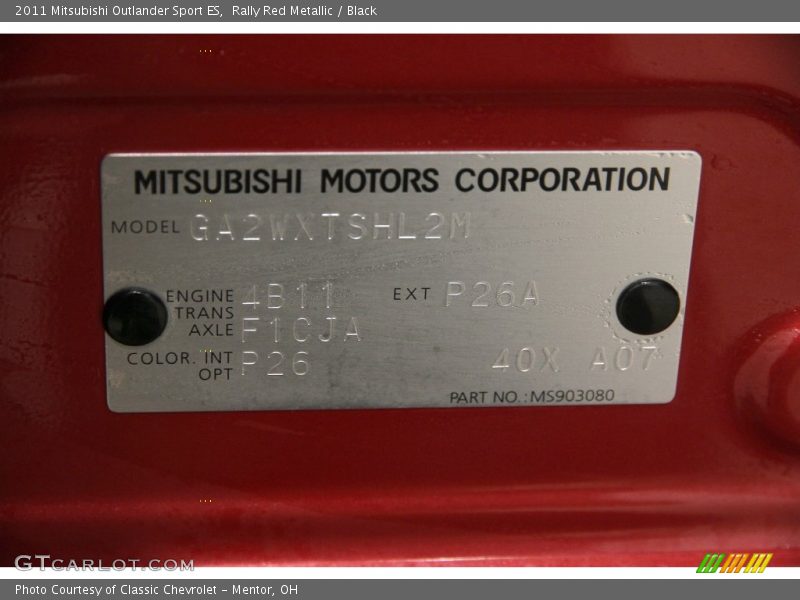 2011 Mitsubishi Outlander Sport ES, Rally Red Metallic / Black
MITSUBISHI MOTORS CORPORATION
MODEL GA2WXTSHL2M
ENGINE 4B11 EXT P26A
TRANS
AXLE F1CJA
COLOR. INT P26 40X A07
OPT
PART NO.:MS903080
GTCARLOT.COM
Photo Courtesy of Classic Chevrolet - Mentor, OH